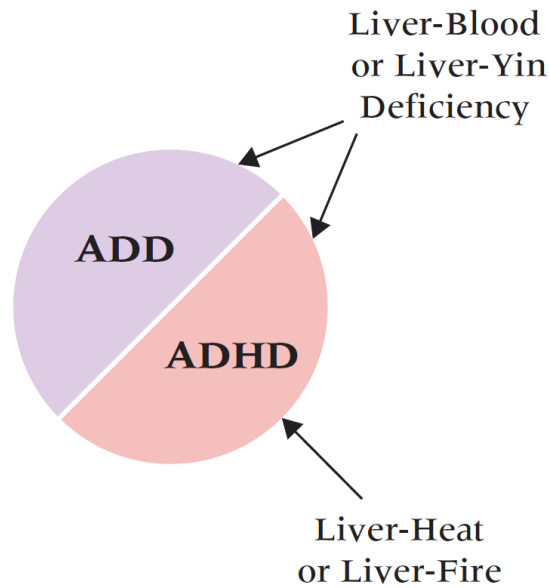 Liver-Blood
or Liver-Yin
Deficiency
ADD
ADHD
Liver-Heat
or Liver-Fire